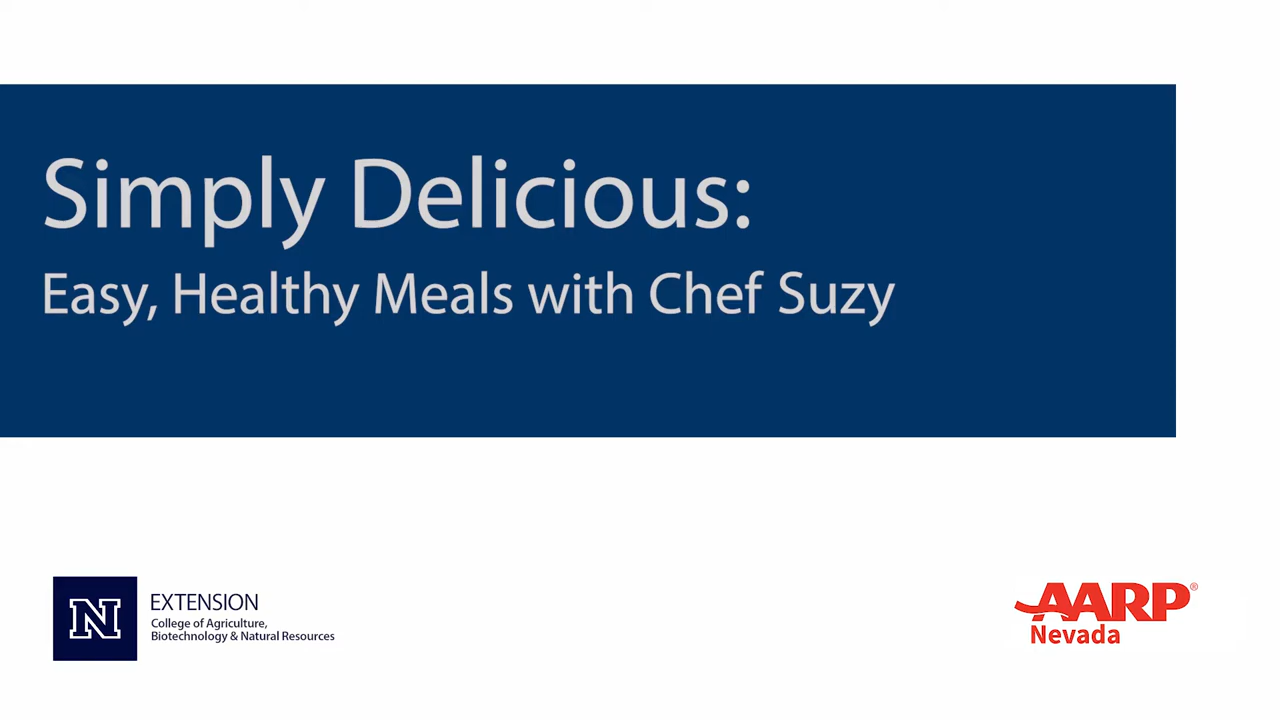 Simply Delicious:
Easy, Healthy Meals with Chef Suzy
N
EXTENSION
College of Agriculture,
Biotechnology & Natural Resources
AARP®
Nevada